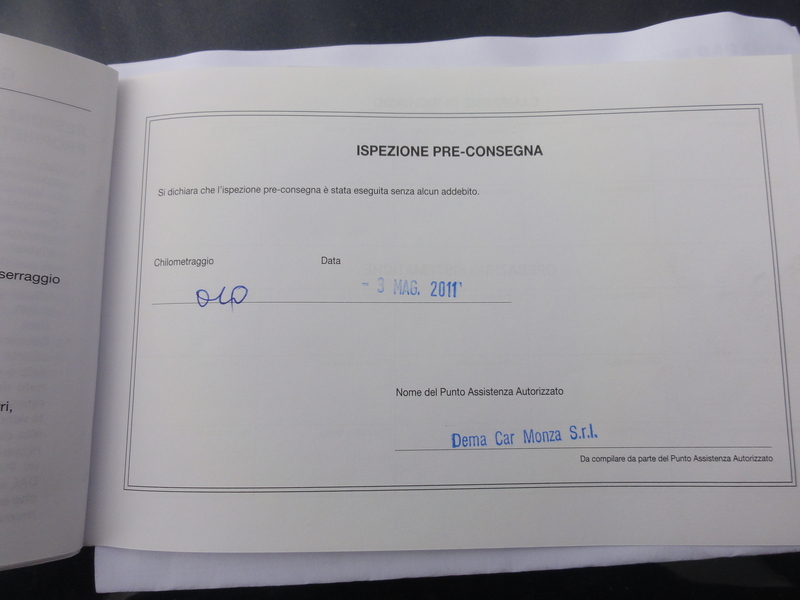 ISPEZIONE PRE-CONSEGNA
Si dichiara che l'ispezione pre-consegna è stata eseguita senza alcun addebito.
serraggio
Chilometraggio
Data
- 3 MAG. 2011
ri,
Nome del Punto Assistenza Autorizzato
Dema Car Monza S.r.l.
Da compilare da parte del Punto Assistenza Autorizzato